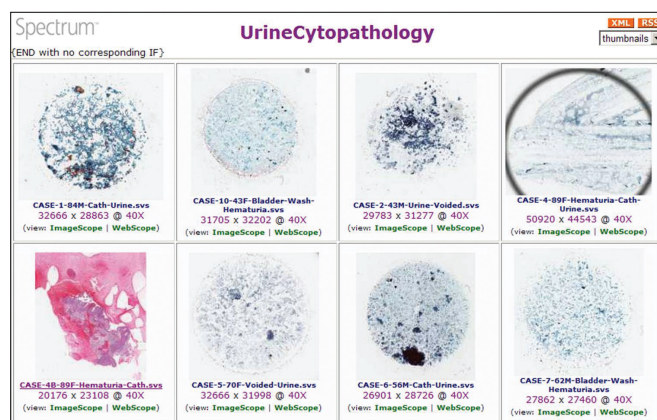 Spectrum™
UrineCytopathology
XML RSS
{END with no corresponding IF}
thumbnails
CASE-1-84M-Cath-Urine.svs
32666 x 28863 @ 40X
(view: ImageScope | WebScope)
CASE-10-43F-Bladder-Wash-
Hematuria.svs
31705 x 32202 @ 40X
(view: ImageScope | WebScope)
CASE-2-43M-Urine-Voided.svs
29783 x 31277 @ 40X
(view: ImageScope | WebScope)
CASE-4-89F-Hematuria-Cath-
Urine.svs
50920 x 44543 @ 40X
(view: ImageScope | WebScope)
CASE-4B-89F-Hematuria-Cath.svs
20176 x 23108 @ 40X
(view: ImageScope | WebScope)
CASE-5-70F-Voided-Urine.svs
32666 x 31998 @ 40X
(view: ImageScope | WebScope)
CASE-6-56M-Cath-Urine.svs
26901 x 28726 @ 40X
(view: ImageScope | WebScope)
CASE-7-62M-Bladder-Wash-
Hematuria.svs
27862 x 27460 @ 40X
(view: ImageScope | WebScope)